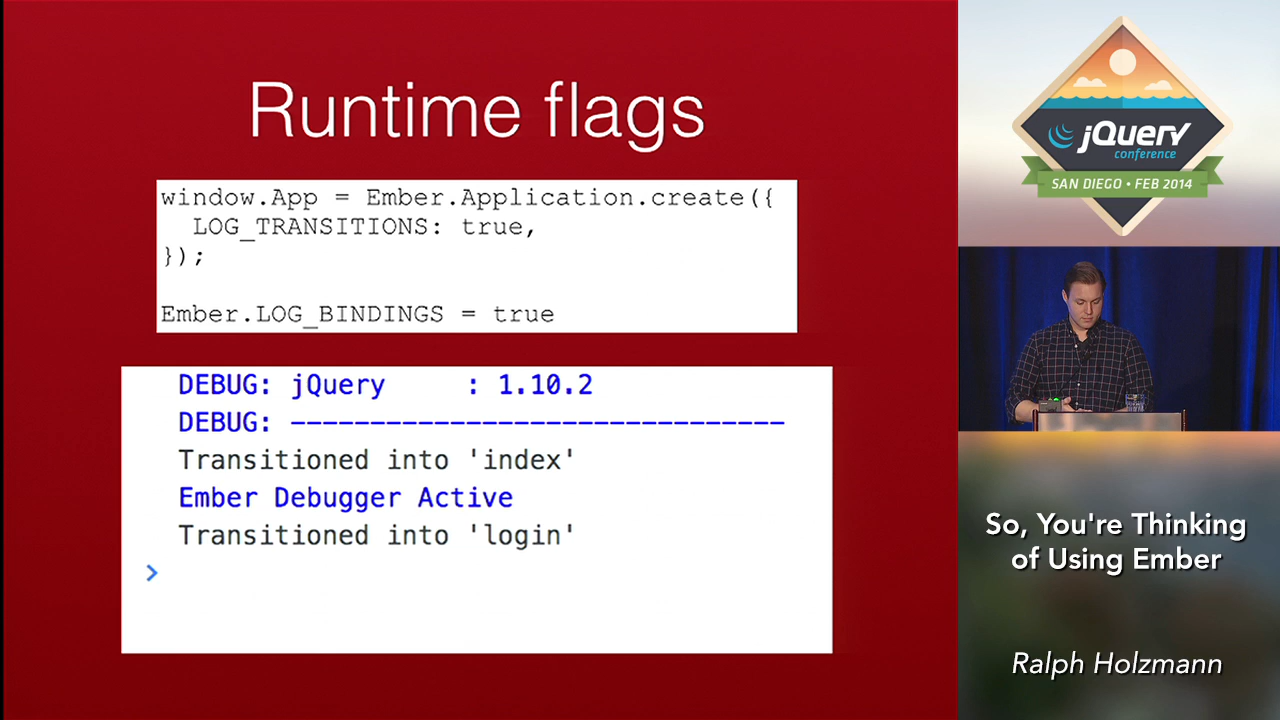 Runtime flags
window.App = Ember.Application.create({
  LOG_TRANSITIONS: true,
});
Ember.LOG_BINDINGS = true
DEBUG: jQuery     : 1.10.2
DEBUG: -------------------------------
Transitioned into 'index'
Ember Debugger Active
Transitioned into 'login'
>
jQuery
conference
SAN DIEGO • FEB 2014
So, You're Thinking
of Using Ember
Ralph Holzmann